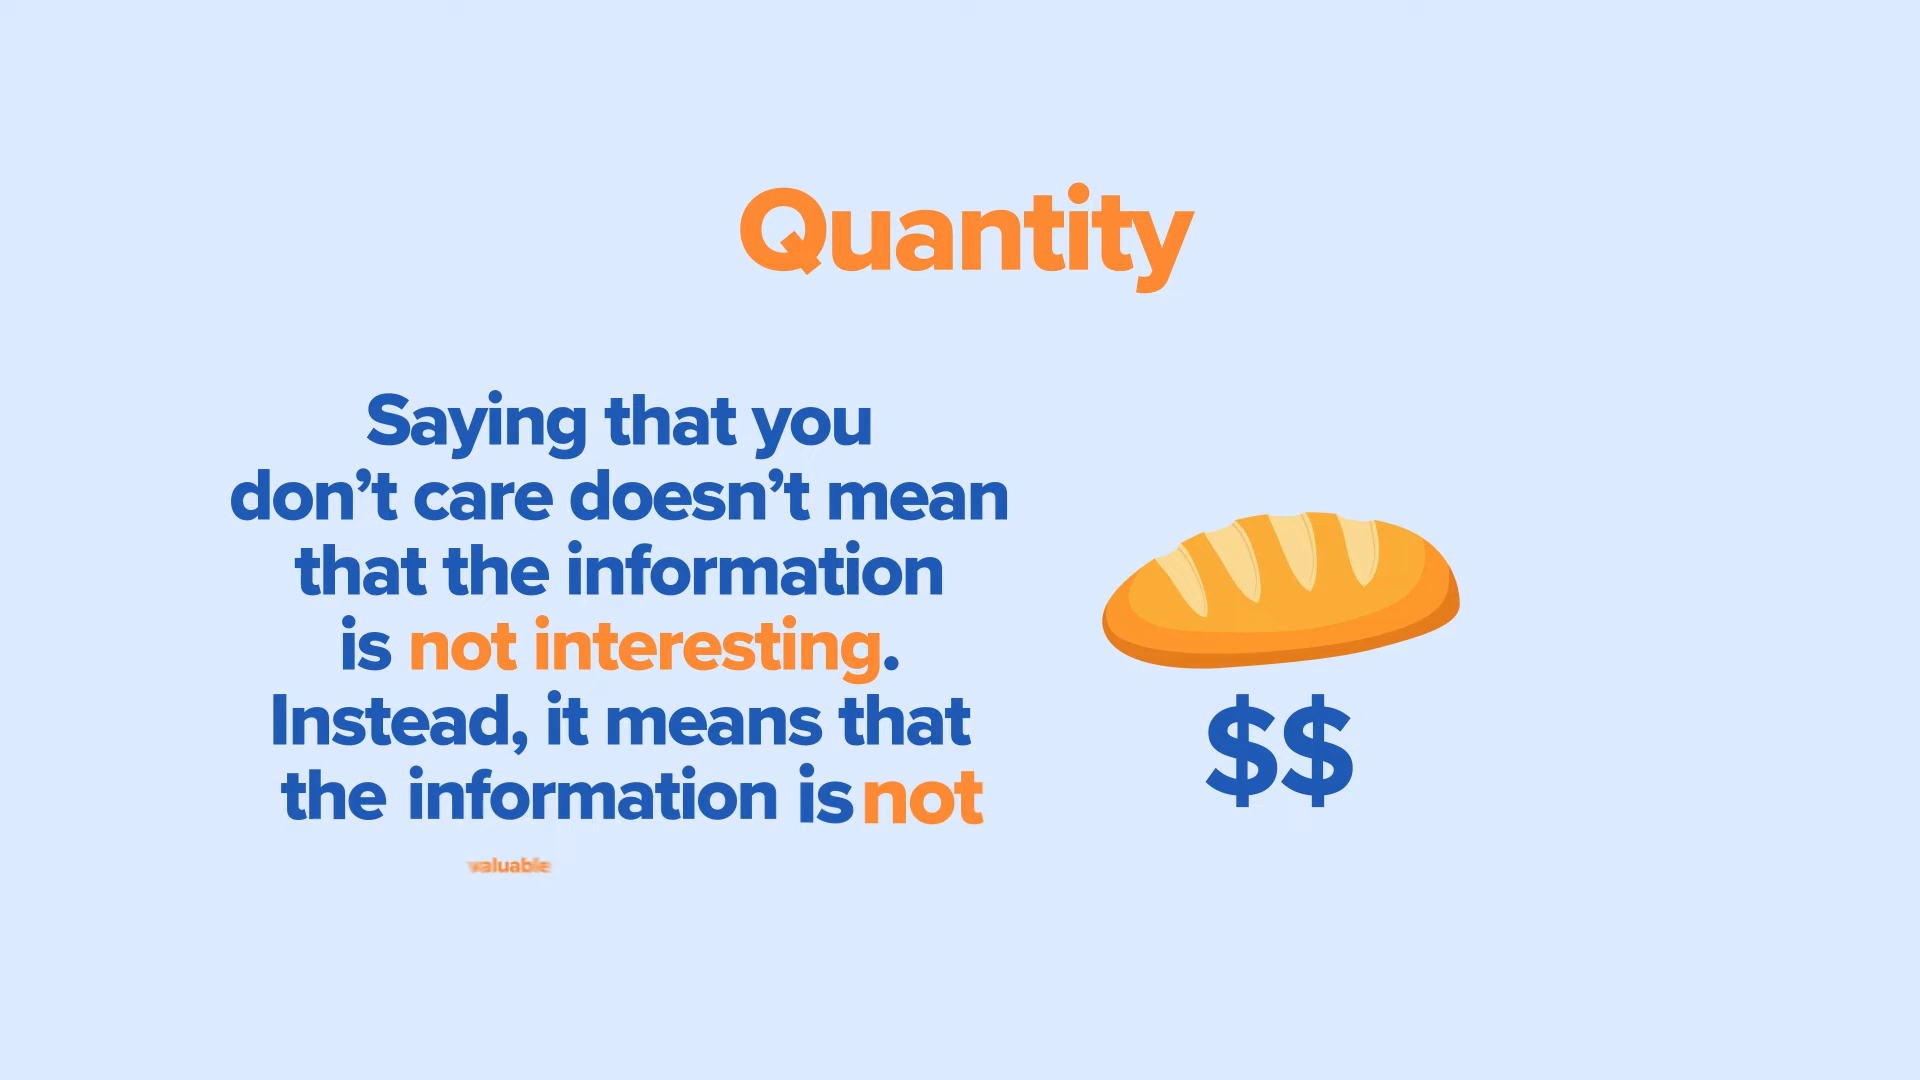 Quantity
Saying that you
don’t care doesn’t mean
that the information
is not interesting.
Instead, it means that
the information is not
valuable
$$